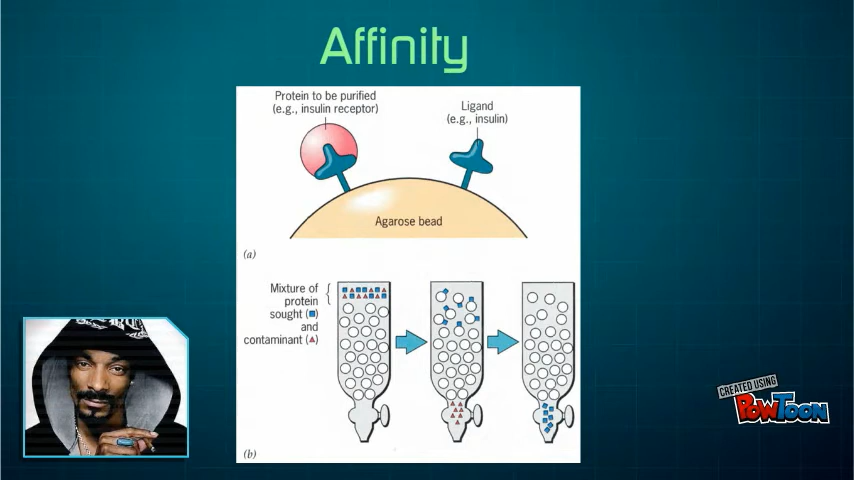 Affinity
Protein to be purified
(e.g., insulin receptor)
Ligand
(e.g., insulin)
Agarose bead
(a)
Mixture of
protein
sought (■)
and
contaminant (▲)
(b)
CREATED USING
POWTOON